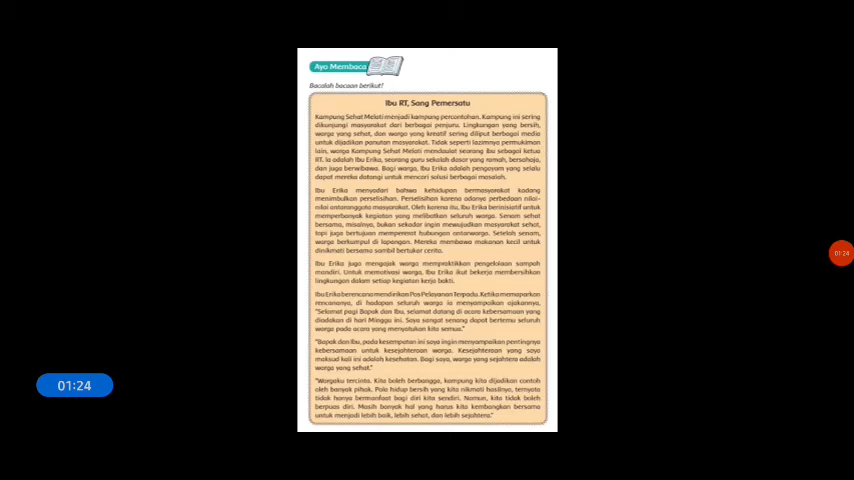 Ayo Membaca
Bacalah bacaan berikut!
Ibu RT, Sang Pemersatu
Kampung Sehat Melati menjadi kampung percontohan. Kampung ini sering
dikunjungi masyarakat dari berbagai penjuru. Lingkungan yang bersih,
warga yang sehat, dan warga yang kreatif sering diliput berbagai media
untuk dijadikan panutan masyarakat. Tidak seperti lazimnya permukiman
lain, warga Kampung Sehat Melati mendaulat seorang ibu sebagai ketua
RT. Ia adalah Ibu Erika, seorang guru sekolah dasar yang ramah, bersahaja,
dan juga berwibawa. Bagi warga, Ibu Erika adalah pengayom yang selalu
dapat mereka datangi untuk mencari solusi berbagai masalah.
Ibu Erika menyadari bahwa kehidupan bermasyarakat kadang
menimbulkan perselisihan. Perselisihan karena adanya perbedaan nilai-
nilai antaranggota masyarakat. Oleh karena itu, Ibu Erika berinisiatif untuk
memperbanyak kegiatan yang melibatkan seluruh warga. Senam sehat
bersama, misalnya, bukan sekadar ingin mewujudkan masyarakat sehat,
tapi juga bertujuan mempererat hubungan antarwarga. Setelah senam,
warga berkumpul di lapangan. Mereka membawa makanan kecil untuk
dinikmati bersama sambil bertukar cerita.
Ibu Erika juga mengajak warga mempraktikkan pengelolaan sampah
mandiri. Untuk memotivasi warga, Ibu Erika ikut bekerja membersihkan
lingkungan dalam setiap kegiatan kerja bakti.
Ibu Erika berencana mendirikan Pos Pelayanan Terpadu. Ketika memaparkan
rencananya, di hadapan seluruh warga ia menyampaikan ajakannya,
"Selamat pagi Bapak dan Ibu, selamat datang di acara kebersamaan yang
diadakan di hari Minggu ini. Saya sangat senang dapat bertemu seluruh
warga pada acara yang menyatukan kita semua."
"Bapak dan Ibu, pada kesempatan ini saya ingin menyampaikan pentingnya
kebersamaan untuk kesejahteraan warga. Kesejahteraan yang saya
maksud kali ini adalah kesehatan. Bagi saya, warga yang sejahtera adalah
warga yang sehat."
"Wargaku tercinta. Kita boleh berbangga, kampung kita dijadikan contoh
oleh banyak pihak. Pola hidup bersih yang kita nikmati hasilnya, ternyata
tidak hanya bermanfaat bagi diri kita sendiri. Namun, kita tidak boleh
berpuas diri. Masih banyak hal yang harus kita kembangkan bersama
untuk menjadi lebih baik, lebih sehat, dan lebih sejahtera."
01:24
01:24